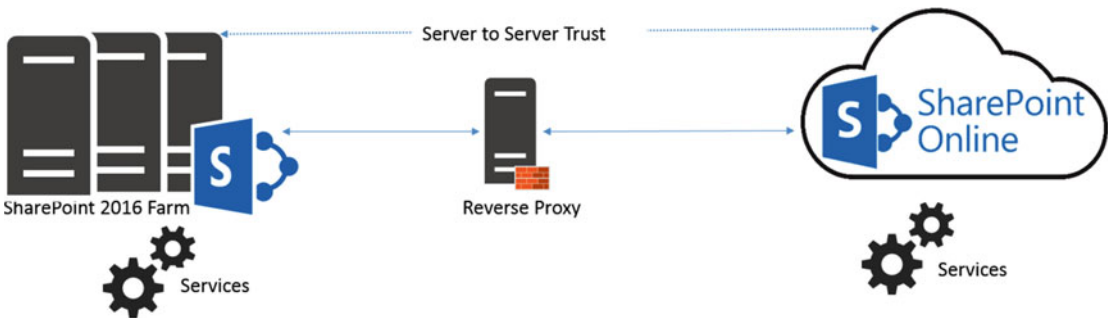 Server to Server Trust
S
S
SharePoint
Online
SharePoint 2016 Farm
Reverse Proxy
Services
Services